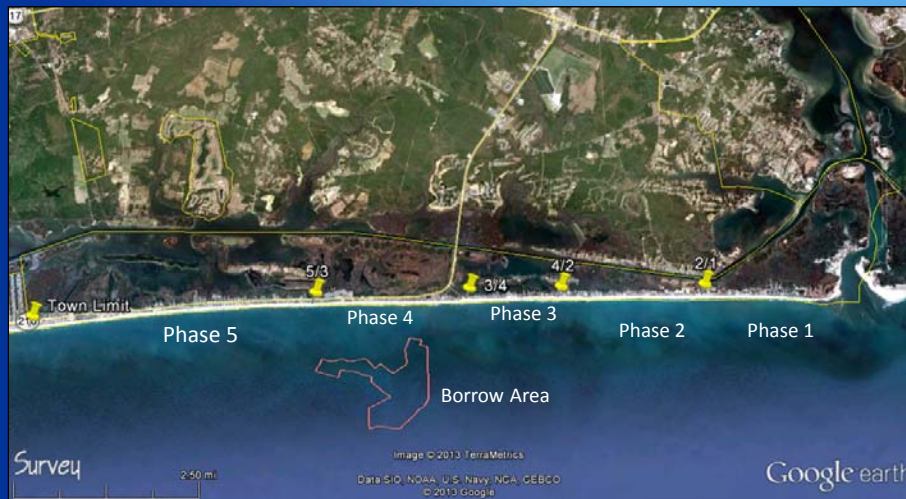 17
5/3
4/2
2/1
3/4
Town Limit
Phase 5
Phase 4
Phase 3
Phase 2
Phase 1
Borrow Area
Image © 2013 TerraMetrics
Survey
2.50 mi
Data SIO, NOAA, U.S. Navy, NGA, GEBCO
© 2013 Google
Google earth